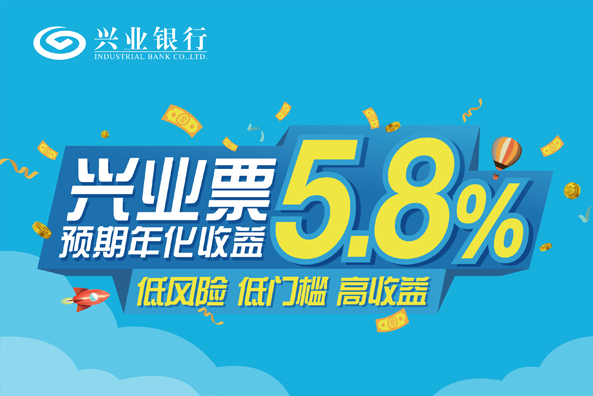 兴业银行
INDUSTRIAL BANK CO.,LTD.
兴业票
预期年化收益
5.8%
低风险 低门槛 高收益